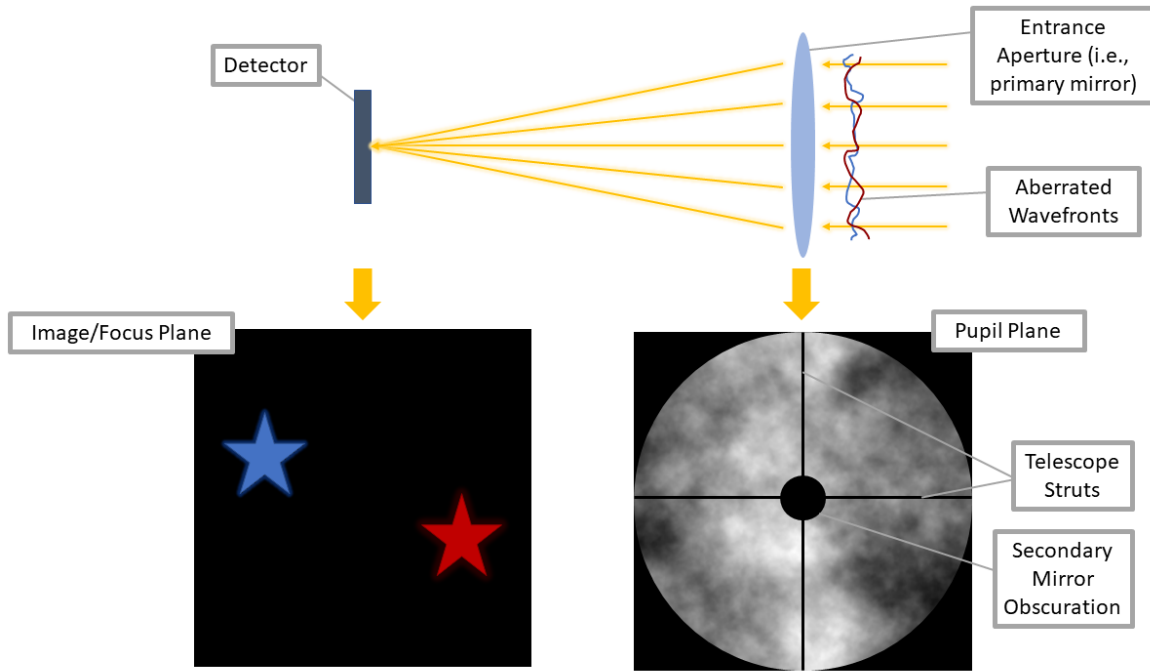 Detector
Entrance
Aperture (i.e.,
primary mirror)
Aberrated
Wavefronts
Image/Focus Plane
Pupil Plane
Telescope
Struts
Secondary
Mirror
Obscuration